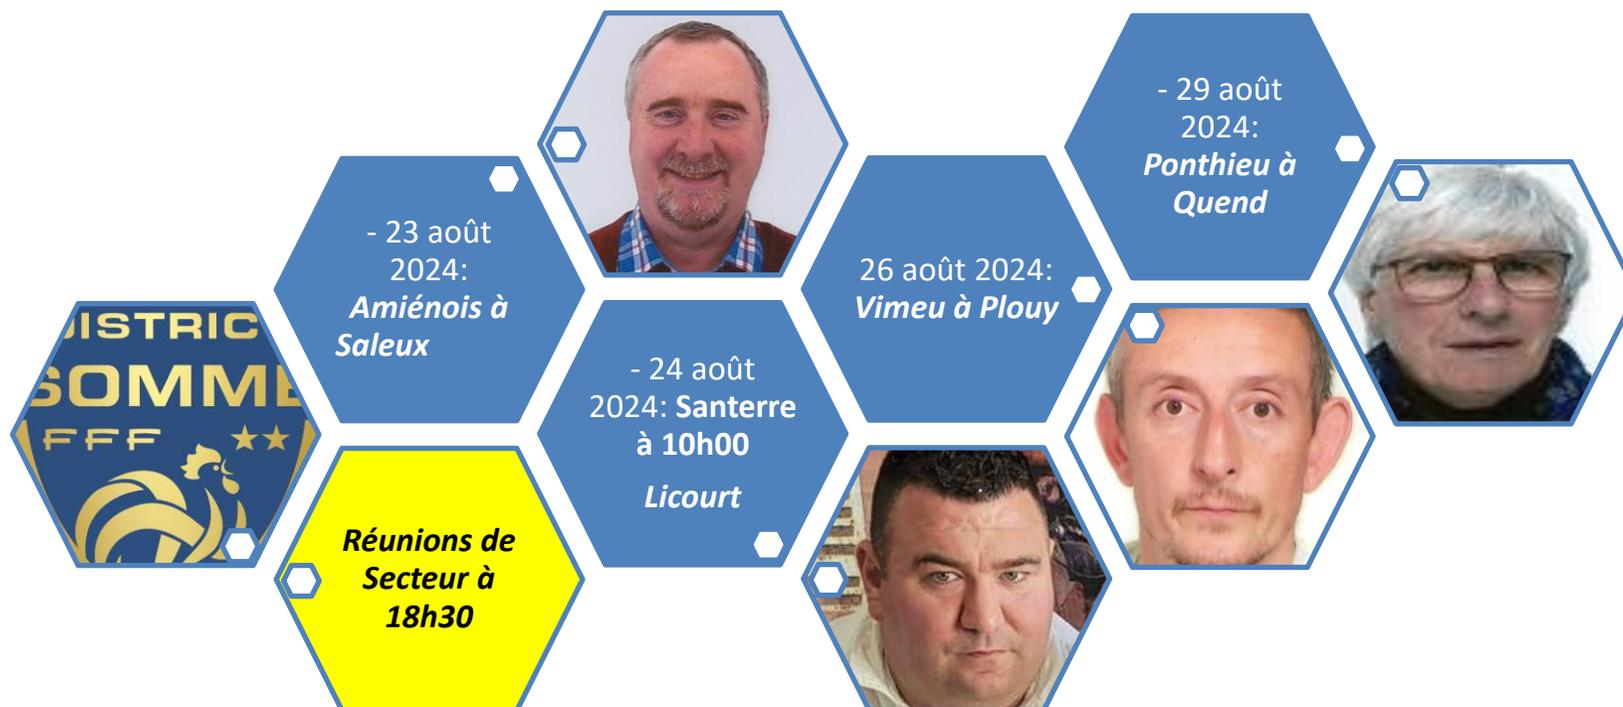 DISTRIC
SOMME
FFF
Réunions de
Secteur à
18h30
- 23 août
2024:
Amiénois à
Saleux
- 24 août
2024: Santerre
à 10h00
Licourt
26 août 2024:
Vimeu à Plouy
- 29 août
2024:
Ponthieu à
Quend